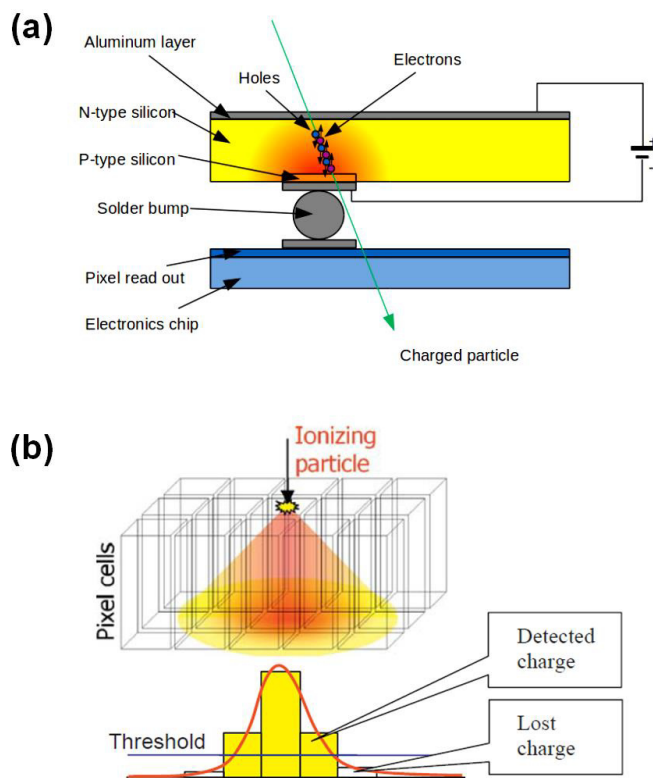 (a)
Aluminum layer
Electrons
Holes
N-type silicon
P-type silicon
+
-
Solder bump
Pixel read out
Electronics chip
Charged particle
(b)
Ionizing
particle
Pixel cells
Detected
charge
Threshold
Lost
charge